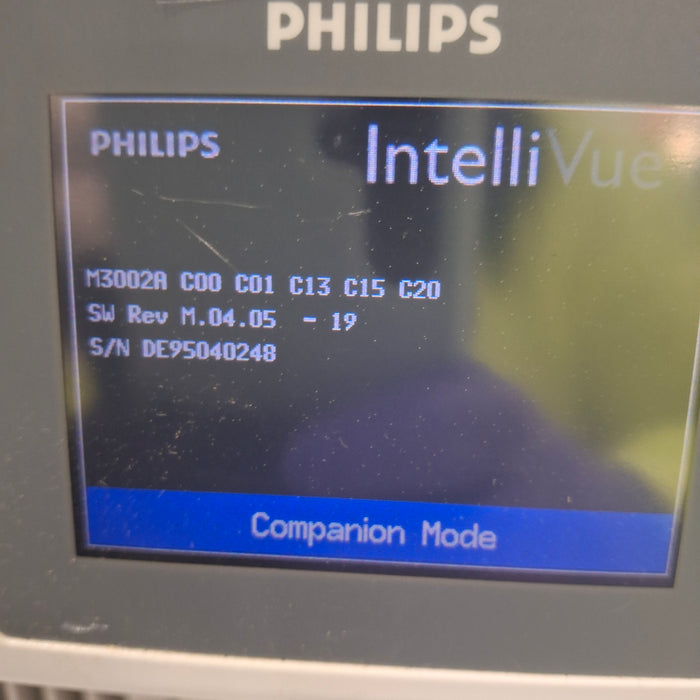 PHILIPS
PHILIPS IntelliVue
M3002A C00 C01 C13 C15 C20
SW Rev M.04.05 - 19
S/N DE95040248
Companion Mode